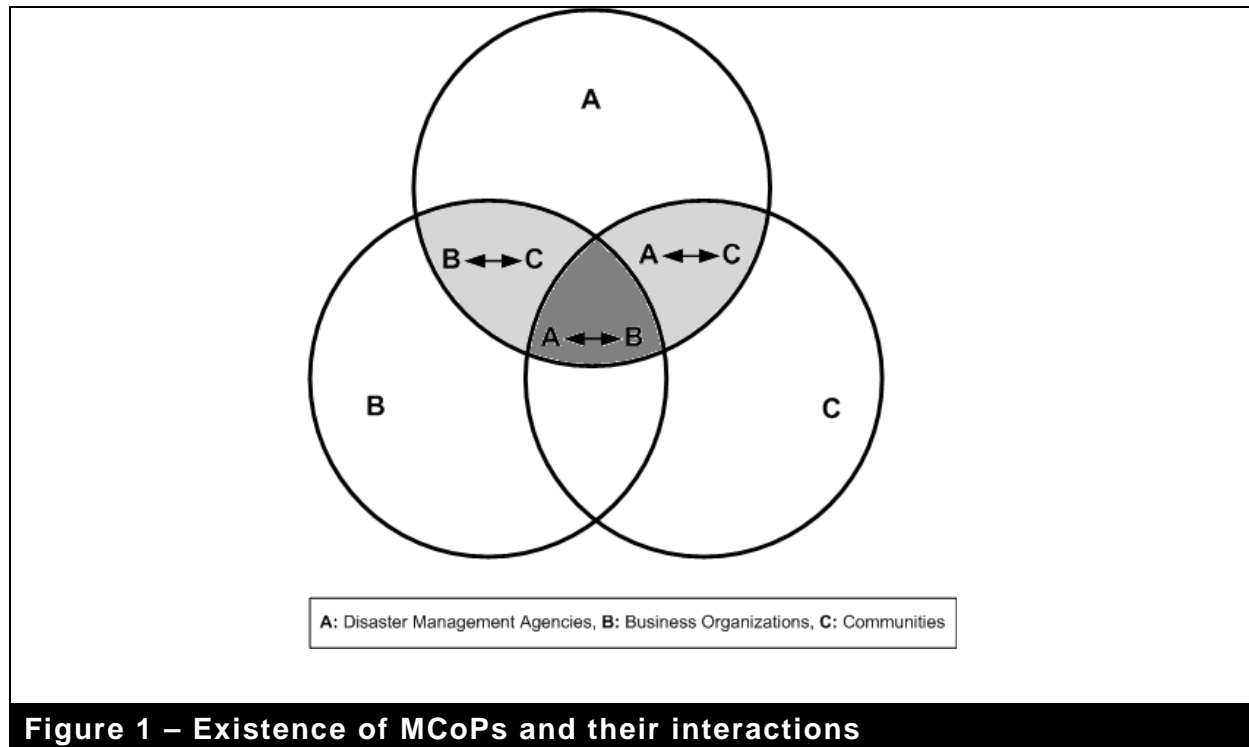 A
B ↔ C
A ↔ C
A ↔ B
B
C
A: Disaster Management Agencies, B: Business Organizations, C: Communities
Figure 1 – Existence of MCoPs and their interactions